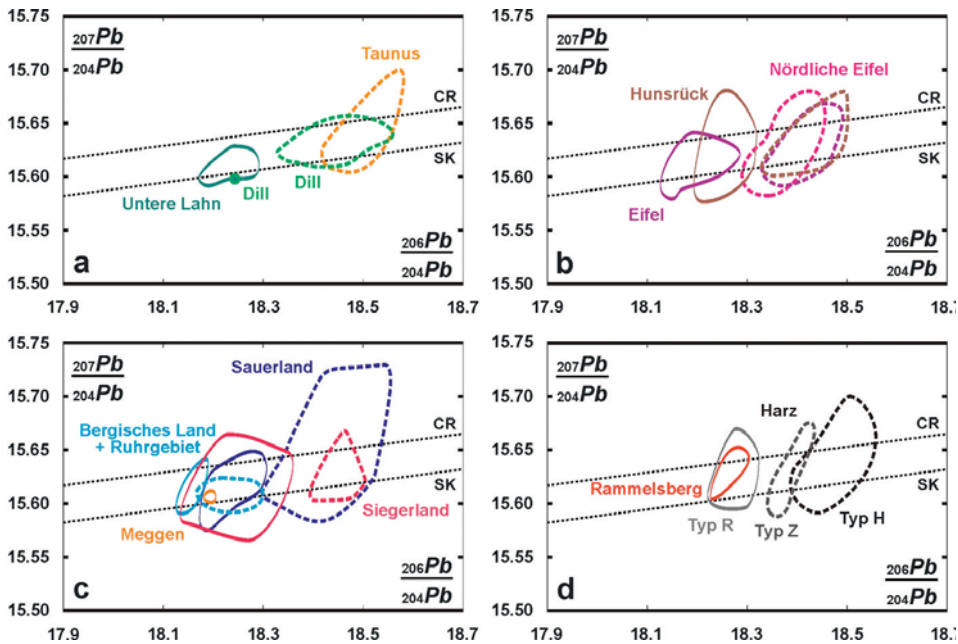 15.75
207Pb
204Pb
15.70
Taunus
CR
15.65
SK
15.60
Untere Lahn
Dill
Dill
15.55
a
206Pb
204Pb
15.50
17.9
18.1
18.3
18.5
18.7
15.75
207Pb
204Pb
15.70
Nördliche Eifel
Hunsrück
CR
15.65
SK
15.60
Eifel
15.55
b
206Pb
204Pb
15.50
17.9
18.1
18.3
18.5
18.7
15.75
207Pb
204Pb
Sauerland
15.70
Bergisches Land
+ Ruhrgebiet
CR
15.65
SK
15.60
Meggen
Siegerland
15.55
c
206Pb
204Pb
15.50
17.9
18.1
18.3
18.5
18.7
15.75
207Pb
204Pb
15.70
Harz
CR
15.65
Rammelsberg
SK
15.60
Typ R
Typ Z
Typ H
15.55
d
206Pb
204Pb
15.50
17.9
18.1
18.3
18.5
18.7